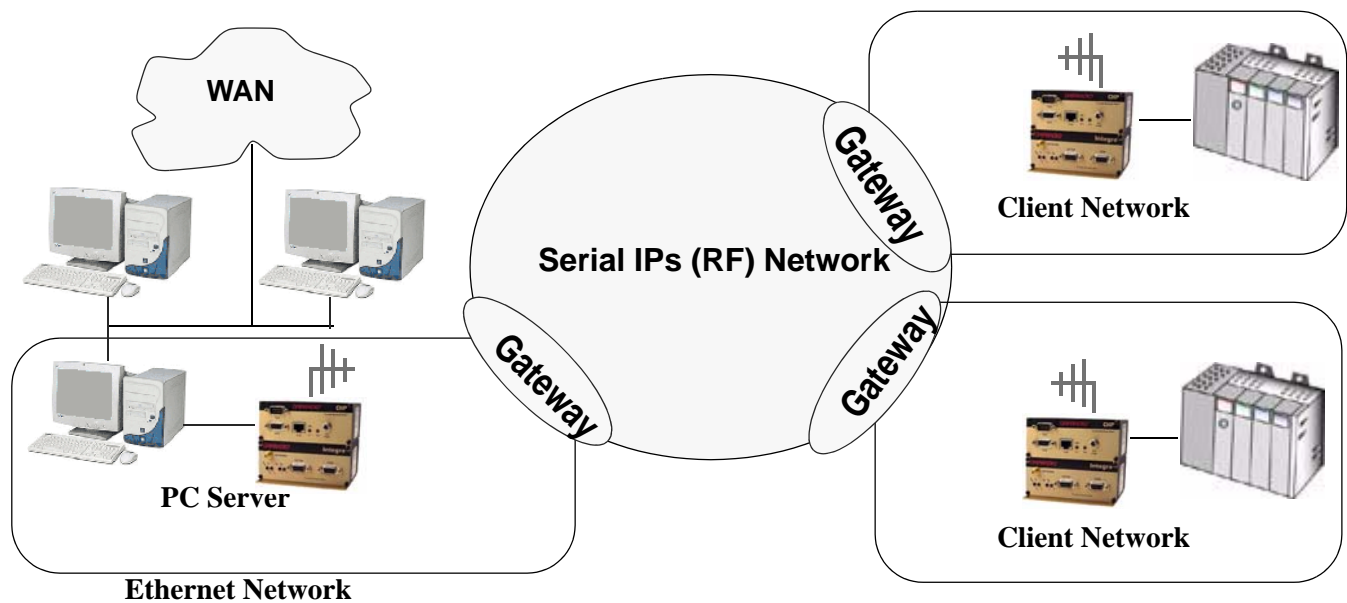 WAN
Gateway
Client Network
Serial IPs (RF) Network
Gateway
Gateway
PC Server
Client Network
Ethernet Network